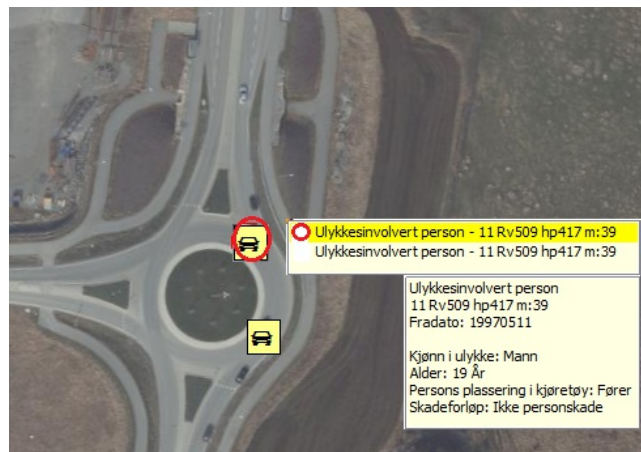 Ulykkesinvolvert person - 11 Rv509 hp417 m:39
Ulykkesinvolvert person - 11 Rv509 hp417 m:39
Ulykkesinvolvert person
11 Rv509 hp417 m:39
Fradato: 19970511
Kjønn i ulykke: Mann
Alder: 19 År
Persons plassering i kjøretøy: Fører
Skadeforløp: Ikke personskade